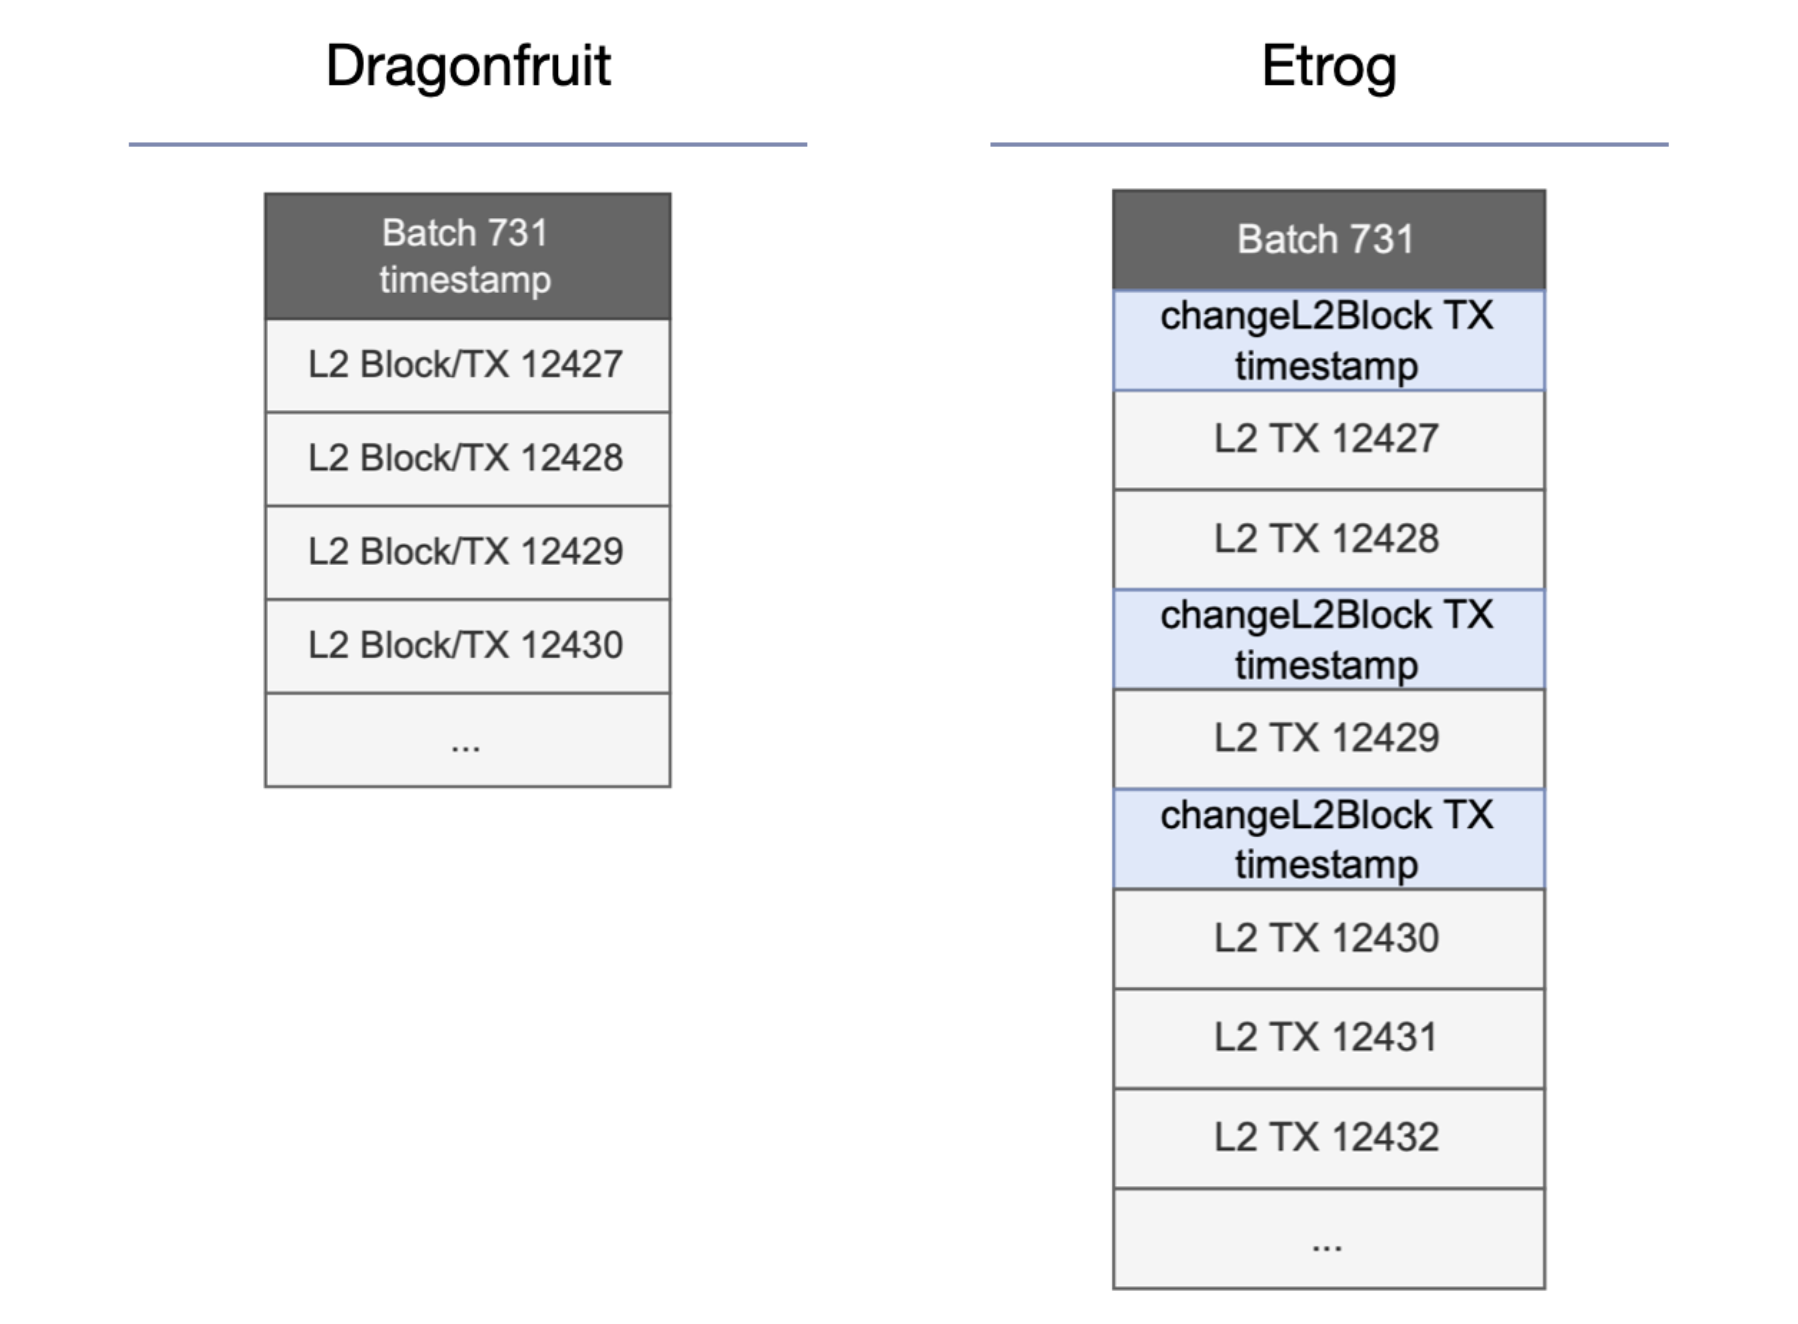 Dragonfruit
Batch 731
timestamp
L2 Block/TX 12427
L2 Block/TX 12428
L2 Block/TX 12429
L2 Block/TX 12430
...
Etrog
Batch 731
changeL2Block TX
timestamp
L2 TX 12427
L2 TX 12428
changeL2Block TX
timestamp
L2 TX 12429
changeL2Block TX
timestamp
L2 TX 12430
L2 TX 12431
L2 TX 12432
...